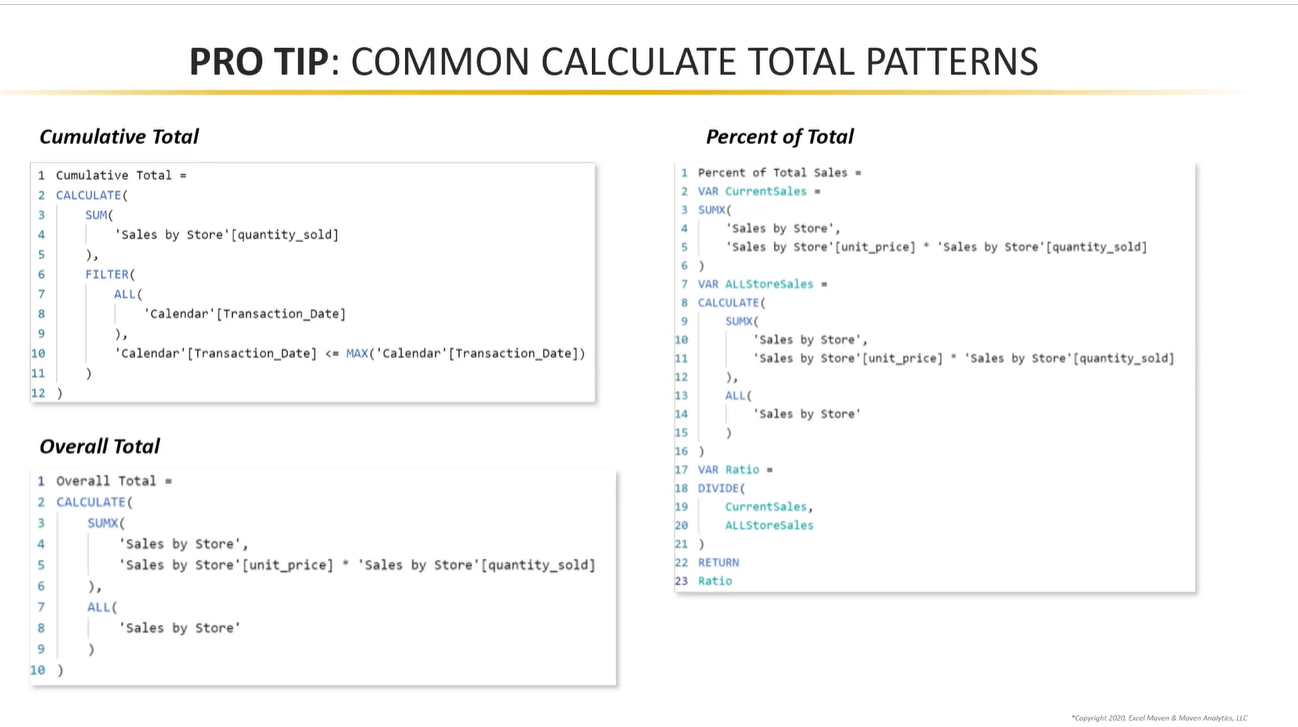 PRO TIP: COMMON CALCULATE TOTAL PATTERNS
Cumulative Total
1 Cumulative Total =
2 CALCULATE(
3 SUM(
4 'Sales by Store'[quantity_sold]
5 ),
6 FILTER(
7 ALL(
8 'Calendar'[Transaction_Date]
9 ),
10 'Calendar'[Transaction_Date] <= MAX('Calendar'[Transaction_Date])
11 )
12 )
Overall Total
1 Overall Total =
2 CALCULATE(
3 SUMX(
4 'Sales by Store',
5 'Sales by Store'[unit_price] * 'Sales by Store'[quantity_sold]
6 ),
7 ALL(
8 'Sales by Store'
9 )
10 )
Percent of Total
1 Percent of Total Sales =
2 VAR CurrentSales =
3 SUMX(
4 'Sales by Store',
5 'Sales by Store'[unit_price] * 'Sales by Store'[quantity_sold]
6 )
7 VAR ALLStoreSales =
8 CALCULATE(
9 SUMX(
10 'Sales by Store',
11 'Sales by Store'[unit_price] * 'Sales by Store'[quantity_sold]
12 ),
13 ALL(
14 'Sales by Store'
15 )
16 )
17 VAR Ratio =
18 DIVIDE(
19 CurrentSales,
20 ALLStoreSales
21 )
22 RETURN
23 Ratio
*Copyright 2020, Excel Maven & Maven Analytics, LLC